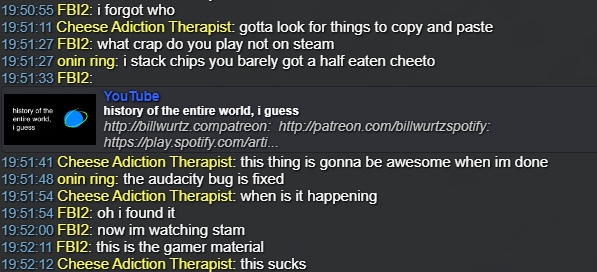 19:50:55 FBI2: i forgot who
19:51:11 Cheese Adiction Therapist: gotta look for things to copy and paste
19:51:27 FBI2: what crap do you play not on steam
19:51:27 onin ring: i stack chips you barely got a half eaten cheeto
19:51:33 FBI2:
history of the
entire world,
i guess
YouTube
history of the entire world, i guess
http://billwurtz.compatreon: http://patreon.com/billwurtzspotify:
https://play.spotify.com/arti...
19:51:41 Cheese Adiction Therapist: this thing is gonna be awesome when im done
19:51:48 onin ring: the audacity bug is fixed
19:51:54 Cheese Adiction Therapist: when is it happening
19:51:54 FBI2: oh i found it
19:52:00 FBI2: now im watching stam
19:52:11 FBI2: this is the gamer material
19:52:12 Cheese Adiction Therapist: this sucks